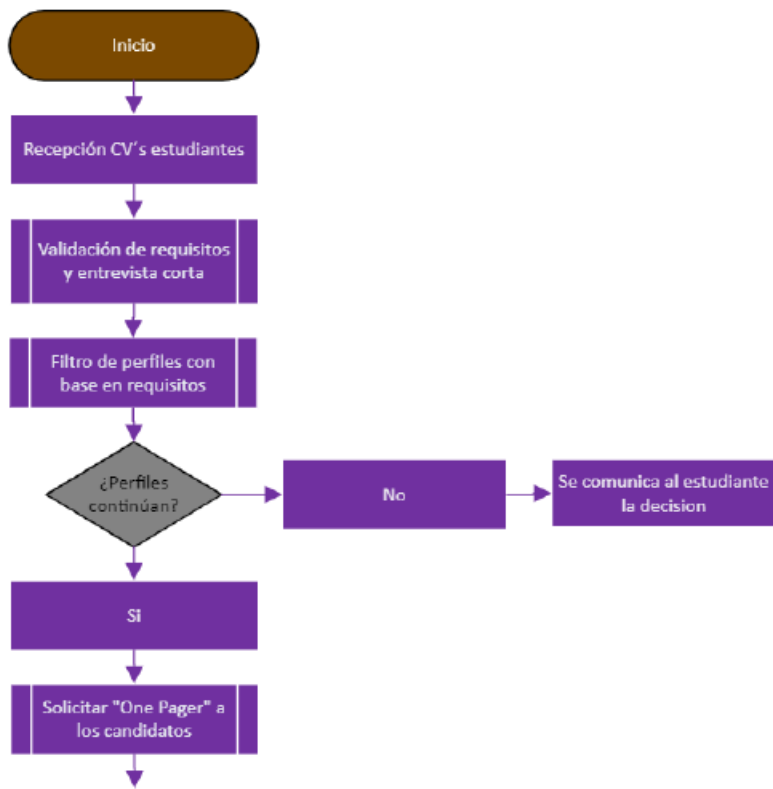 Inicio
Recepción CV´s estudiantes
Validación de requisitos
y entrevista corta
Filtro de perfiles con
base en requisitos
¿Perfiles
continúan?
No
Se comunica al estudiante
la decision
Si
Solicitar "One Pager" a
los candidatos